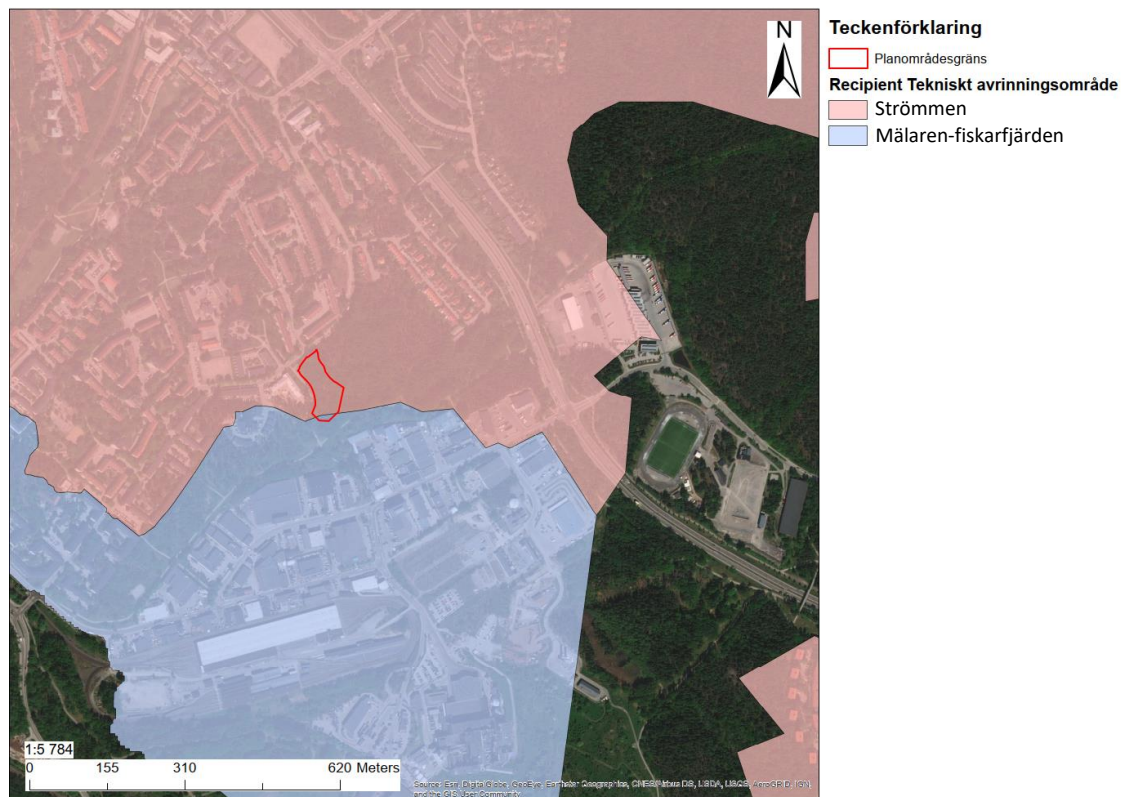 N
Teckenförklaring
Planområdesgräns
Recipient Tekniskt avrinningsområde
Strömmen
Mälaren-fiskarfjärden
1:5 784
0 155 310 620 Meters
Source: Esri, DigitalGlobe, GeoEye, Earthstar Geographics, CNES/Airbus DS, USDA, USGS, AeroGRID, IGN,
and the GIS User Community